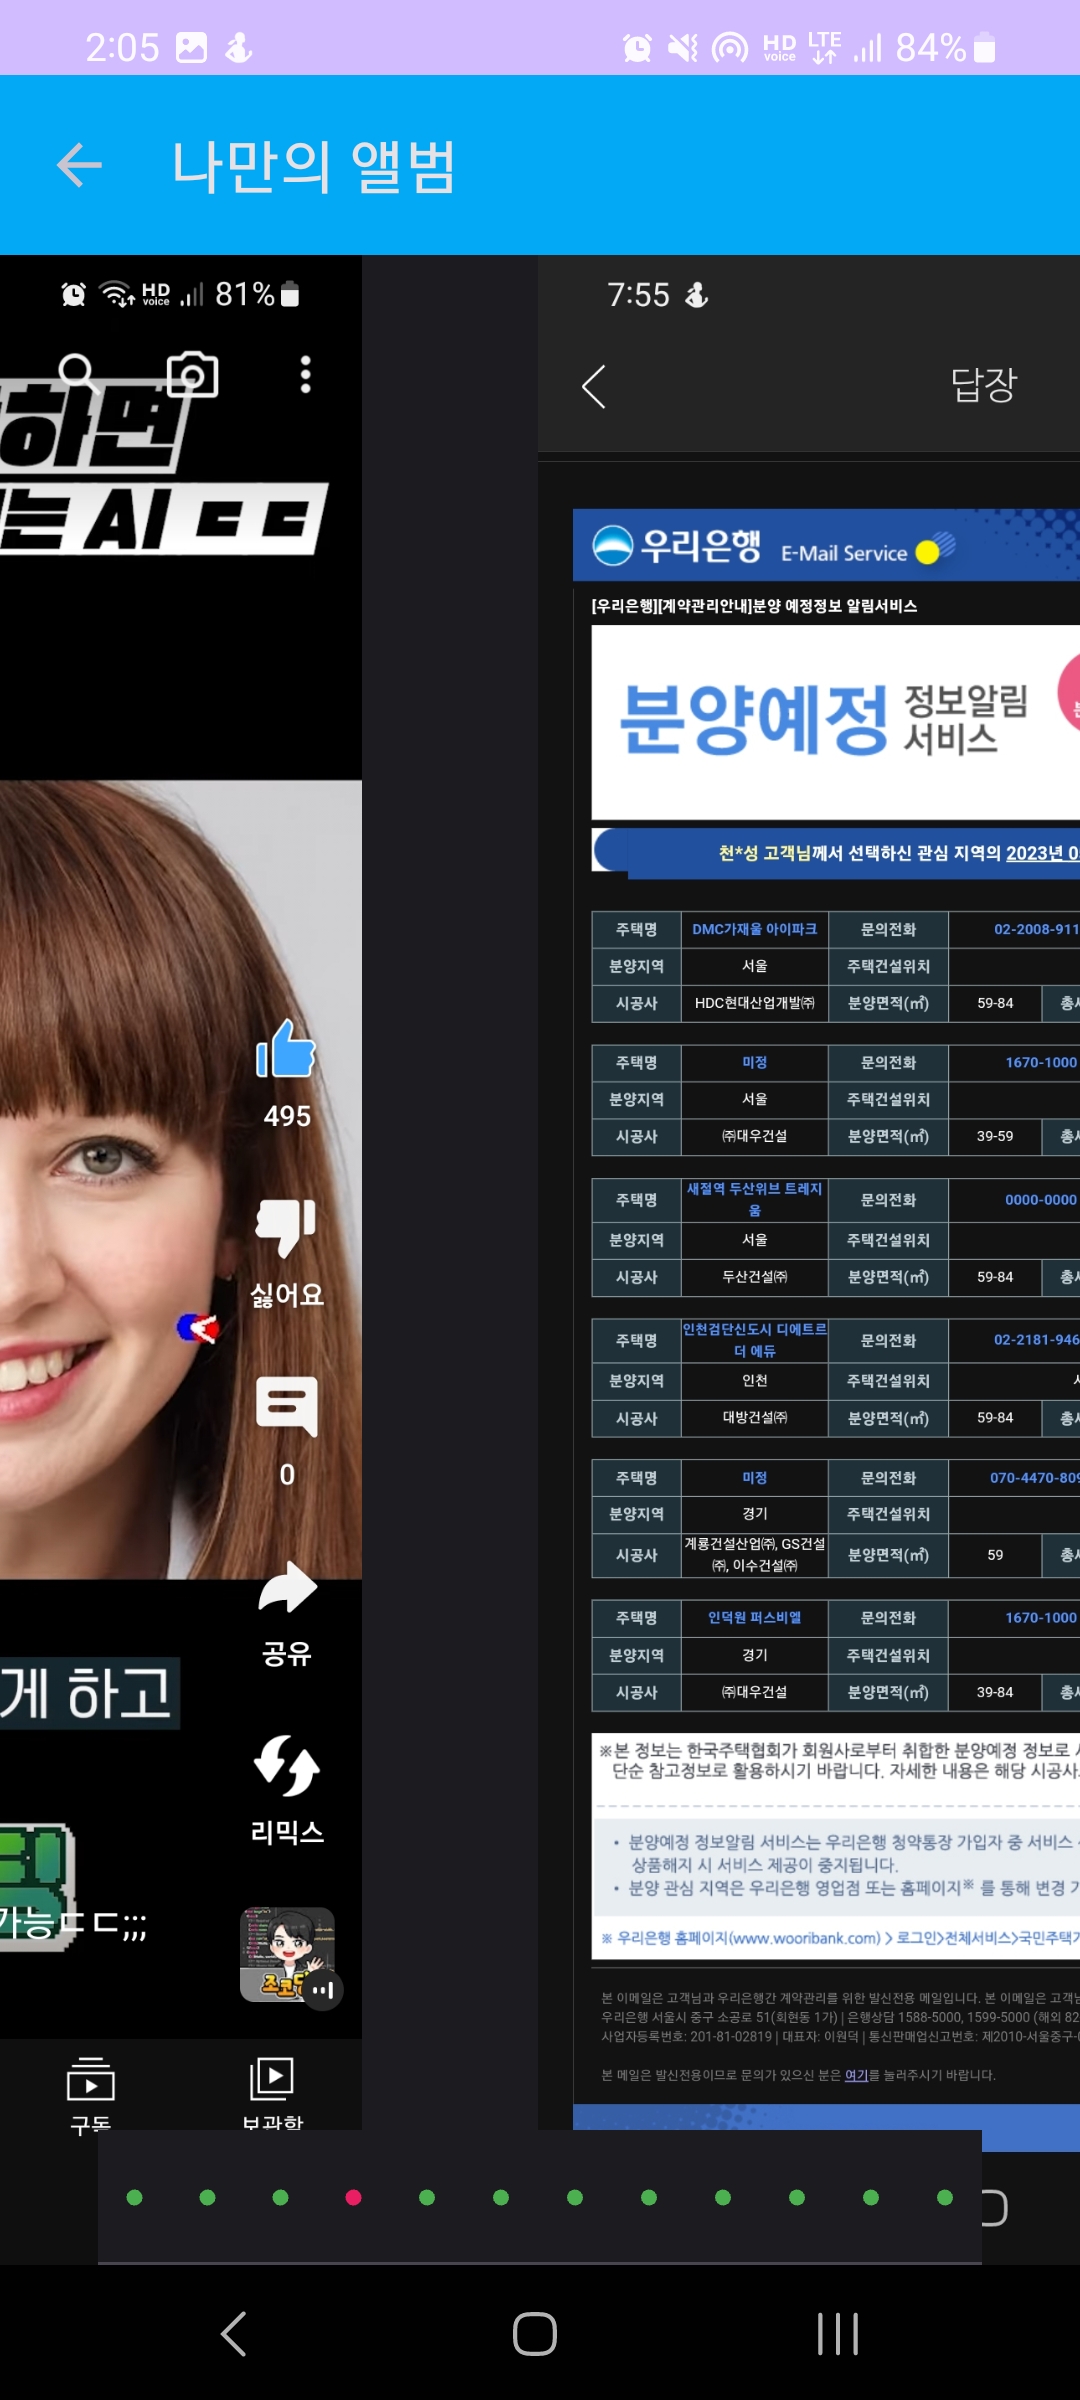 2:05
HD voice LTE 84%
나만의 앨범
HD voice 81%
하면
는 AI ㄷㄷ
495
싫어요
0
공유
게 하고
리믹스
팅
가능ㄷㄷ;;;
조코딩
구독
보관함
7:55
답장
우리은행 E-Mail Service
[우리은행][계약관리안내]분양 예정정보 알림서비스
분양예정 정보알림
서비스
천*성 고객님께서 선택하신 관심 지역의 2023년 0
주택명 DMC가재울 아이파크 문의전화 02-2008-911
분양지역 서울 주택건설위치
시공사 HDC현대산업개발㈜ 분양면적(㎡) 59-84 총
주택명 미정 문의전화 1670-1000
분양지역 서울 주택건설위치
시공사 ㈜대우건설 분양면적(㎡) 39-59 총
주택명 새절역 두산위브 트레지움 문의전화 0000-0000
분양지역 서울 주택건설위치
시공사 두산건설㈜ 분양면적(㎡) 59-84 총
주택명 인천검단신도시 디에트르 더 에듀 문의전화 02-2181-946
분양지역 인천 주택건설위치
시공사 대방건설㈜ 분양면적(㎡) 59-84 총
주택명 미정 문의전화 070-4470-809
분양지역 경기 주택건설위치
시공사 계룡건설산업㈜, GS건설㈜, 이수건설㈜ 분양면적(㎡) 59 총
주택명 인덕원 퍼스비엘 문의전화 1670-1000
분양지역 경기 주택건설위치
시공사 ㈜대우건설 분양면적(㎡) 39-84 총
※본 정보는 한국주택협회가 회원사로부터 취합한 분양예정 정보로
단순 참고정보로 활용하시기 바랍니다. 자세한 내용은 해당 시공사
• 분양예정 정보알림 서비스는 우리은행 청약통장 가입자 중 서비스
상품해지 시 서비스 제공이 중지됩니다.
• 분양 관심 지역은 우리은행 영업점 또는 홈페이지※ 를 통해 변경
※ 우리은행 홈페이지(www.wooribank.com) > 로그인>전체서비스>국민주택
본 이메일은 고객님과 우리은행간 계약관리를 위한 발신전용 메일입니다. 본 이메일은 고객님
우리은행 서울시 중구 소공로 51(회현동 1가) | 은행상담 1588-5000, 1599-5000 (해외 82
사업자등록번호: 201-81-02819 | 대표자: 이원덕 | 통신판매업신고번호: 제2010-서울중구-
본 메일은 발신전용이므로 문의가 있으신 분은 여기를 눌러주시기 바랍니다.